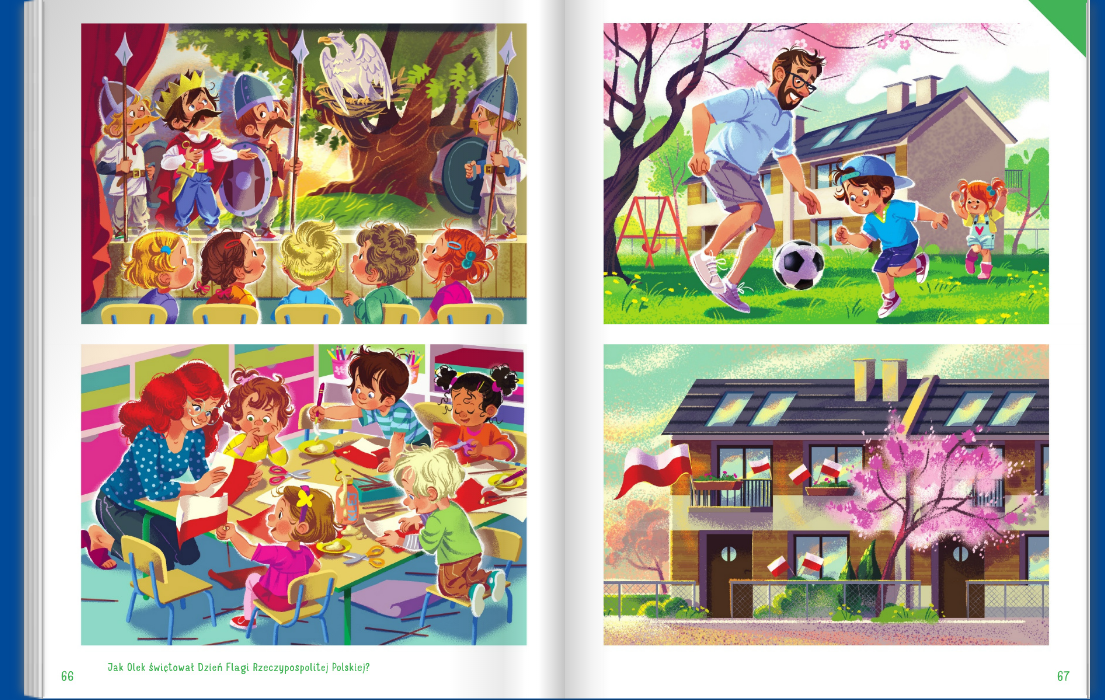 Jak Olek świętował Dzień Flagi Rzeczypospolitej Polskiej?
66
67